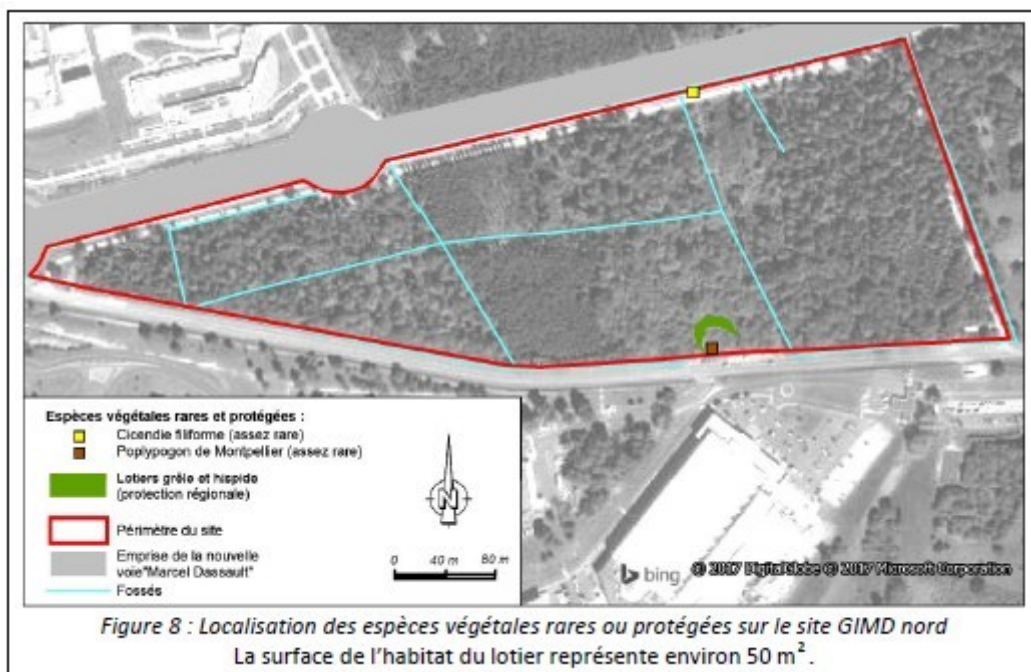 Espèces végétales rares et protégées :
Cicendie filiforme (assez rare)
Poplypogon de Montpellier (assez rare)
Lotiers grêle et hispide
(protection régionale)
Périmètre du site
Emprise de la nouvelle
voie"Marcel Dassault"
Fossés
N
0 40 m 80 m
bing
© 2017 DigitalGlobe © 2017 Microsoft Corporation
Figure 8 : Localisation des espèces végétales rares ou protégées sur le site GIMD nord
La surface de l'habitat du lotier représente environ 50 m².